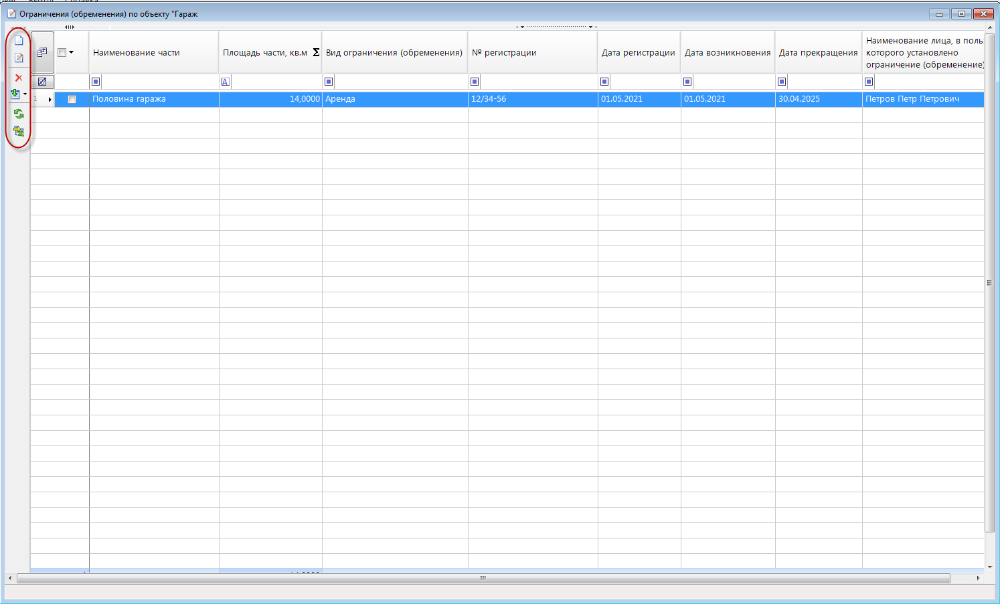 Ограничения (обременения) по объекту "Гараж
Наименование части
Площадь части, кв.м Σ
Вид ограничения (обременения)
№ регистрации
Дата регистрации
Дата возникновения
Дата прекращения
Наименование лица, в поль
которого установлено
ограничение (обременение)
1 Половина гаража 14,0000 Аренда 12/34-56 01.05.2021 01.05.2021 30.04.2025 Петров Петр Петрович